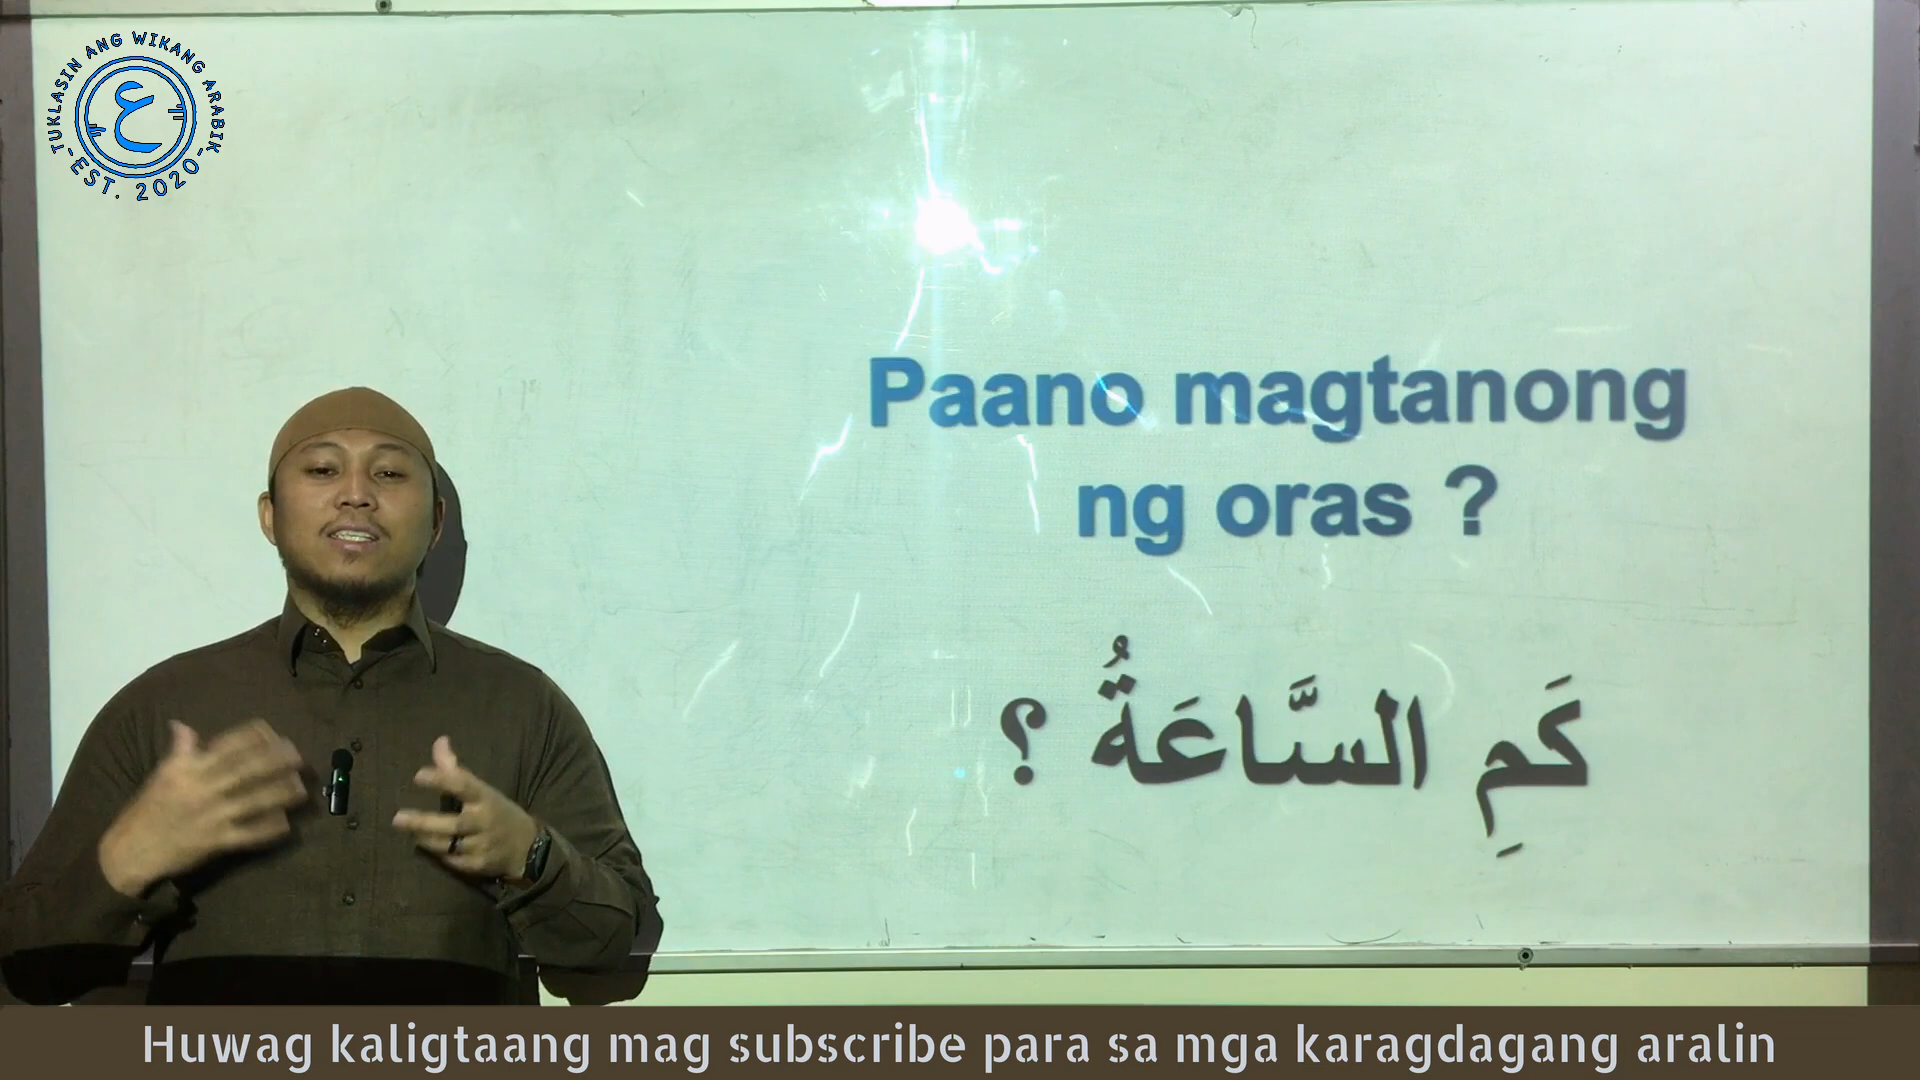 TUKLASIN ANG WIKANG ARABIK
ع
-EST. 2020-
Paano magtanong
ng oras ?
كَمِ السَّاعَةُ ؟
Huwag kaligtaang mag subscribe para sa mga karagdagang aralin